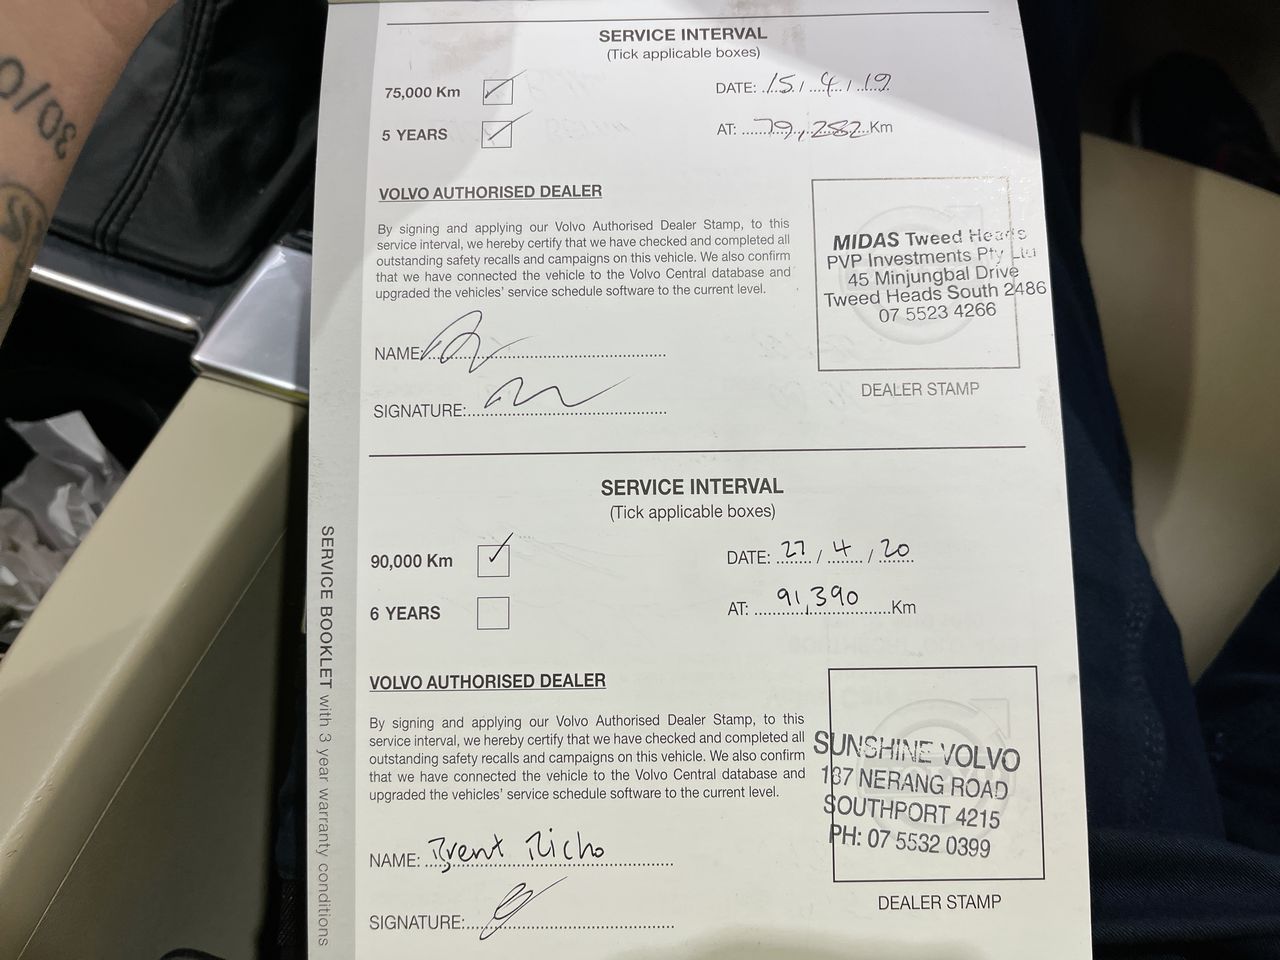 SERVICE INTERVAL
(Tick applicable boxes)
75,000 Km
DATE: 15 / 4 / 19
5 YEARS
AT: 79,282 Km
VOLVO AUTHORISED DEALER
By signing and applying our Volvo Authorised Dealer Stamp, to this
service interval, we hereby certify that we have checked and completed all
outstanding safety recalls and campaigns on this vehicle. We also confirm
that we have connected the vehicle to the Volvo Central database and
upgraded the vehicles' service schedule software to the current level.
MIDAS Tweed Heads
PVP Investments Pty Ltd
45 Minjungbal Drive
Tweed Heads South 2486
07 5523 4266
NAME:
SIGNATURE:
DEALER STAMP
SERVICE INTERVAL
(Tick applicable boxes)
90,000 Km
DATE: 27 / 4 / 20
6 YEARS
AT: 91,390 Km
VOLVO AUTHORISED DEALER
By signing and applying our Volvo Authorised Dealer Stamp, to this
service interval, we hereby certify that we have checked and completed all
outstanding safety recalls and campaigns on this vehicle. We also confirm
that we have connected the vehicle to the Volvo Central database and
upgraded the vehicles' service schedule software to the current level.
SUNSHINE VOLVO
187 NERANG ROAD
SOUTHPORT 4215
PH: 07 5532 0399
NAME: Brent Richo
SIGNATURE:
DEALER STAMP
SERVICE BOOKLET with 3 year warranty conditions